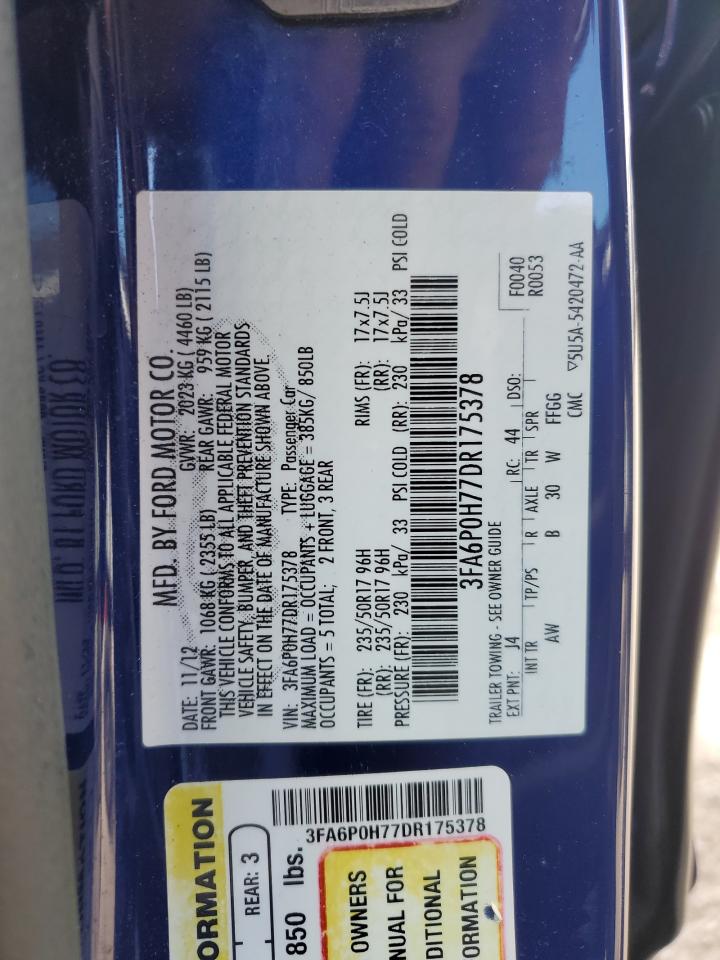 MFD. BY FORD MOTOR CO.
DATE: 11/12 GVWR: 2023 KG ( 4460 LB)
FRONT GAWR: 1068 KG ( 2355 LB) REAR GAWR: 959 KG ( 2115 LB)
THIS VEHICLE CONFORMS TO ALL APPLICABLE FEDERAL MOTOR
VEHICLE SAFETY, BUMPER, AND THEFT PREVENTION STANDARDS
IN EFFECT ON THE DATE OF MANUFACTURE SHOWN ABOVE.
VIN: 3FA6P0H77DR175378 TYPE: Passenger Car
MAXIMUM LOAD = OCCUPANTS + LUGGAGE = 385KG/ 850LB
OCCUPANTS = 5 TOTAL; 2 FRONT, 3 REAR
TIRE (FR): 235/50R17 96H RIMS (FR): 17x7.5J
(RR): 235/50R17 96H (RR): 17x7.5J
PRESSURE (FR): 230 kPa/ 33 PSI COLD (RR): 230 kPa/ 33 PSI COLD
3FA6P0H77DR175378
TRAILER TOWING - SEE OWNER GUIDE F0040
EXT PNT: J4 RC: 44 DSO: R0053
INT TR TP/PS R AXLE TR SPR
AW B 30 W FFGG
CMC ▽5U5A-5420472-AA
ORMATION
REAR: 3
850 lbs.
3FA6P0H77DR175378
OWNERS
NUAL FOR
DITIONAL
ORMATION